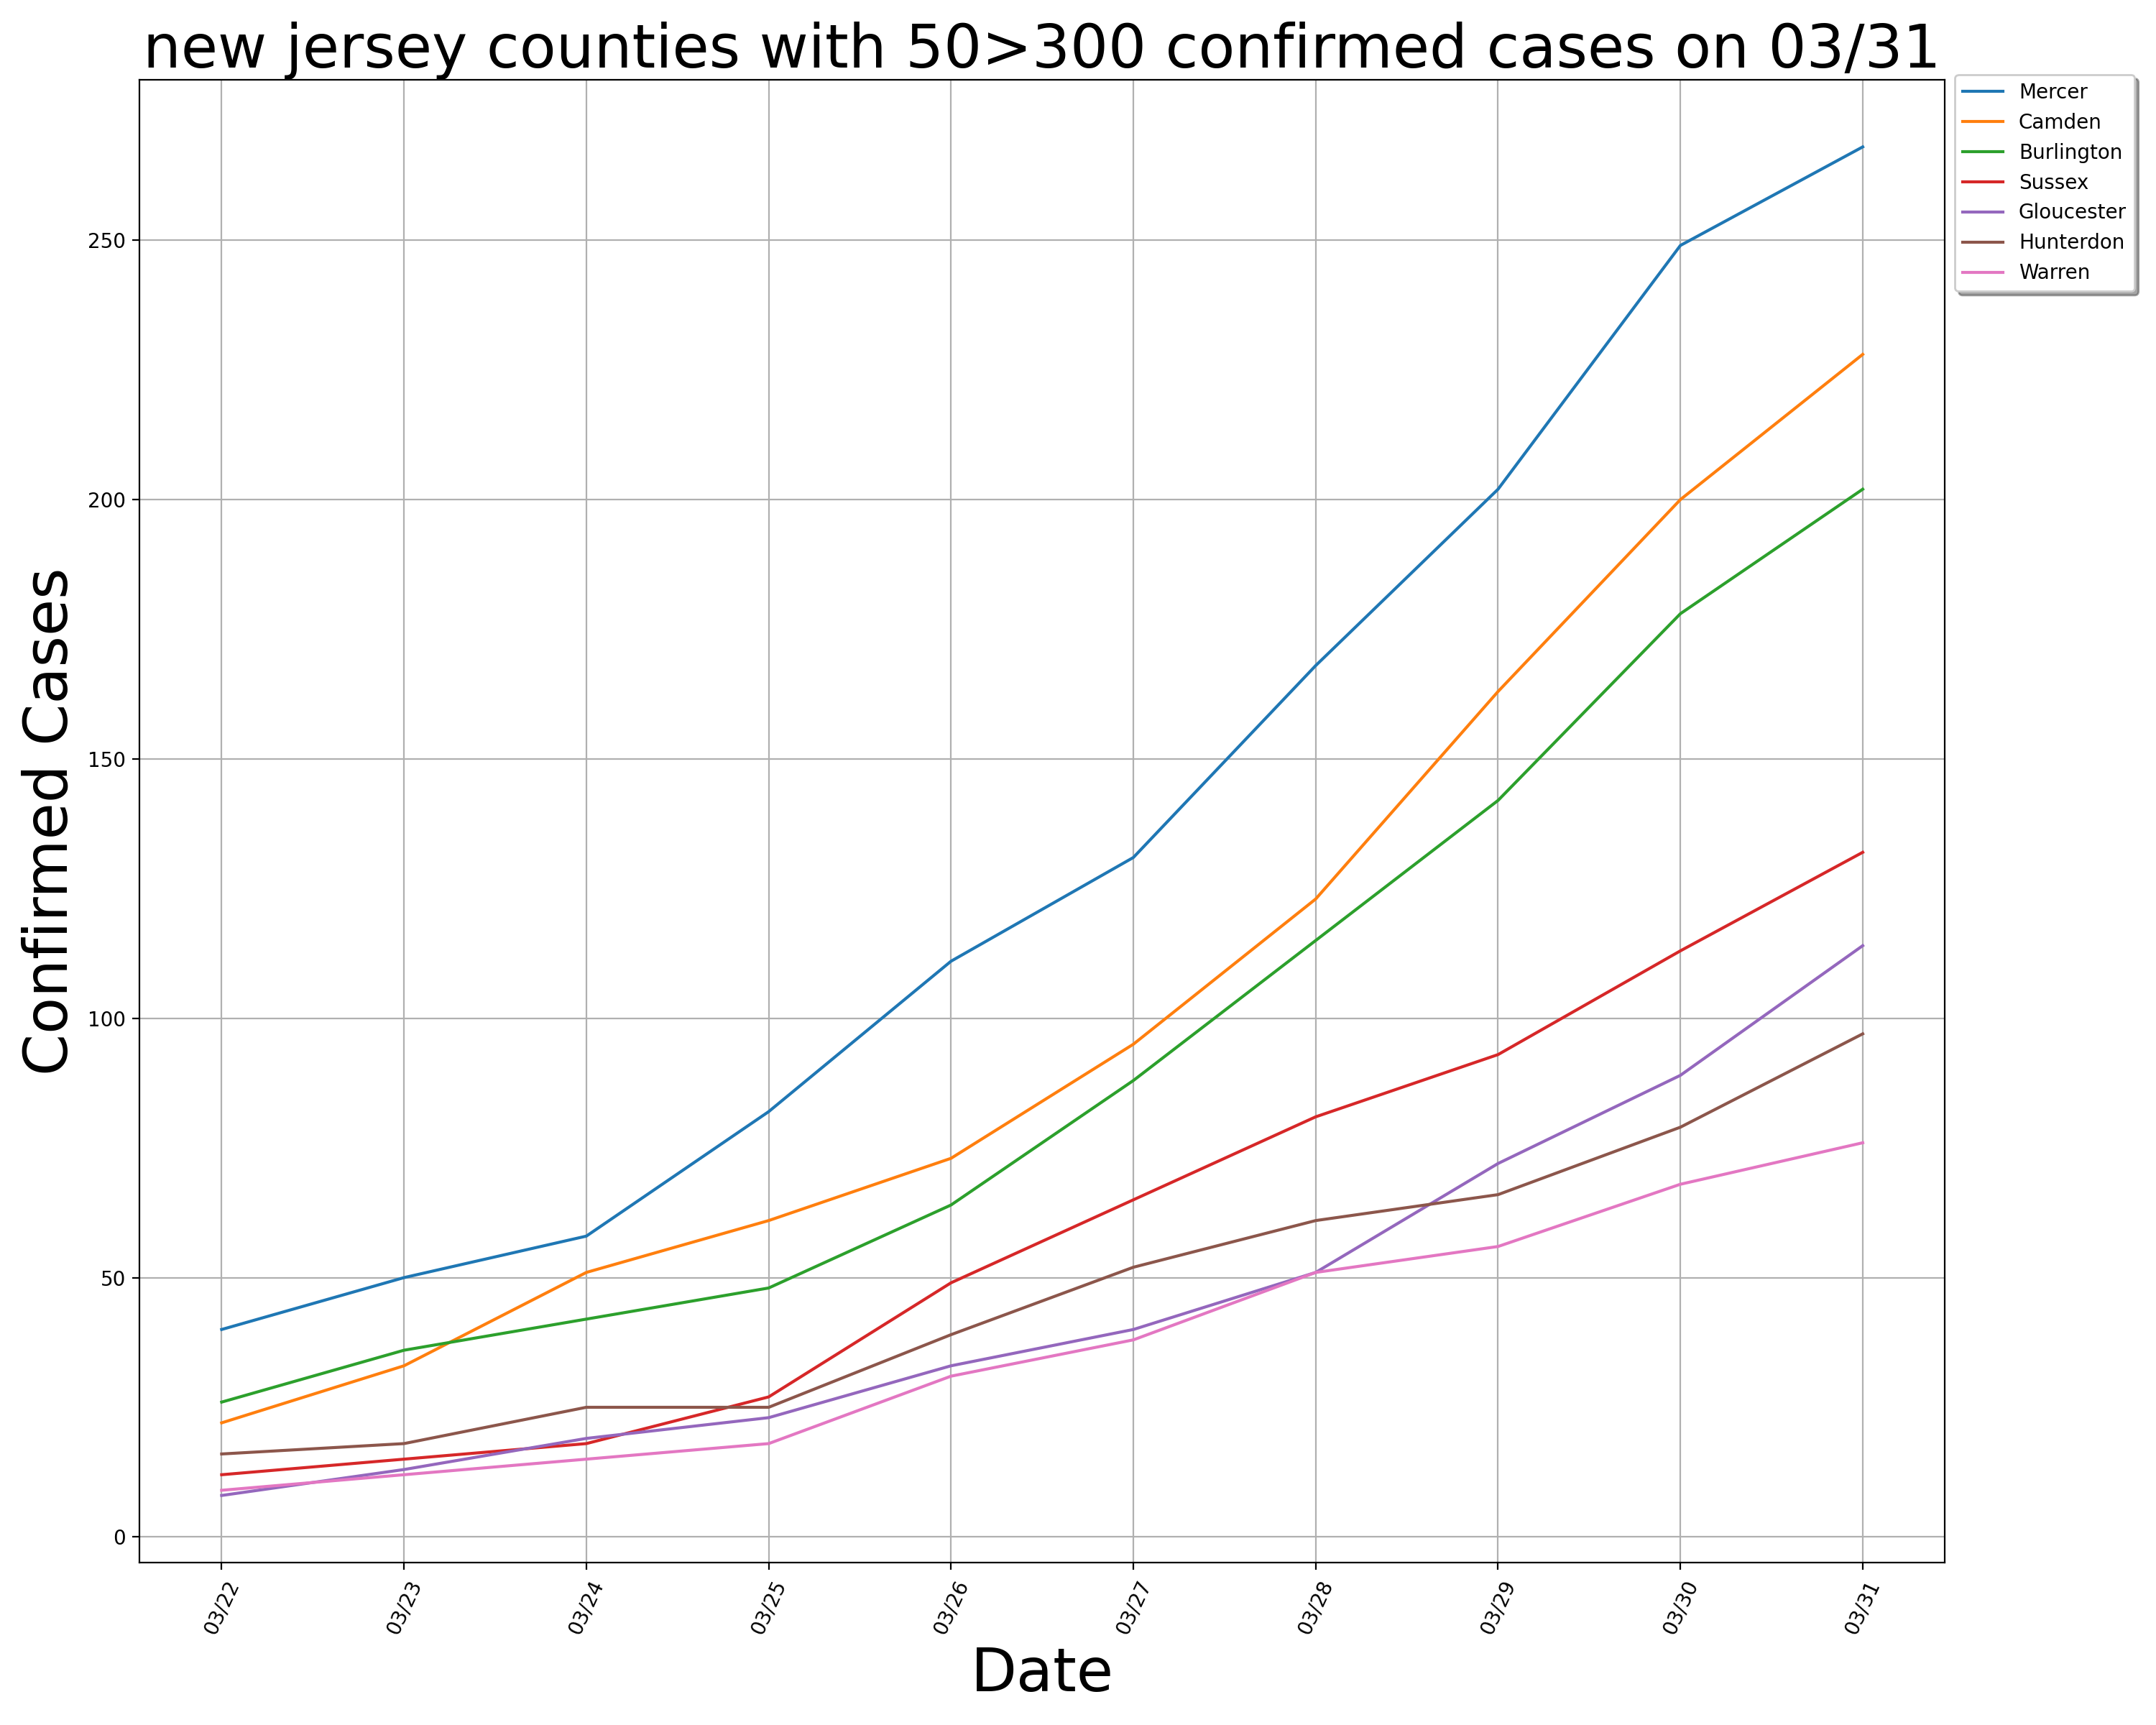 new jersey counties with 50>300 confirmed cases on 03/31
Mercer
Camden
Burlington
Sussex
Gloucester
Hunterdon
Warren
Confirmed Cases
250
200
150
100
50
0
03/22
03/23
03/24
03/25
03/26
03/27
03/28
03/29
03/30
03/31
Date